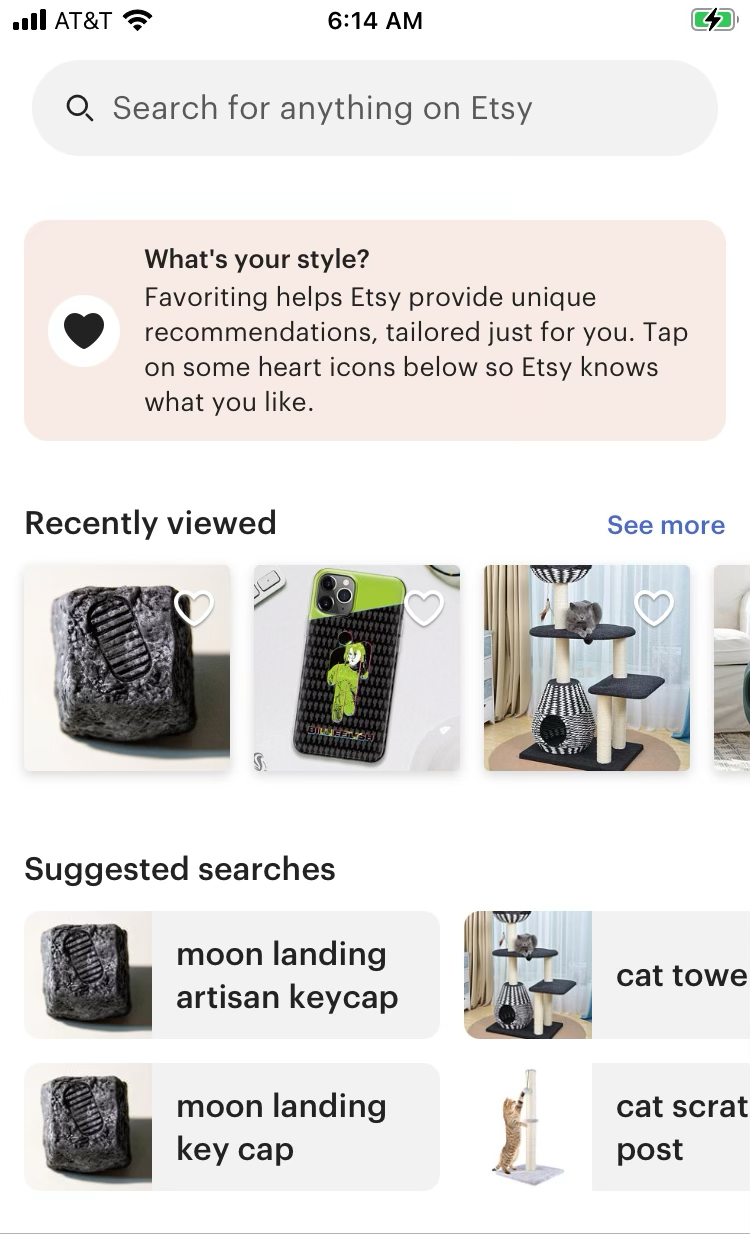 AT&T
6:14 AM
Search for anything on Etsy
What's your style?
Favoriting helps Etsy provide unique
recommendations, tailored just for you. Tap
on some heart icons below so Etsy knows
what you like.
Recently viewed
See more
Suggested searches
moon landing
artisan keycap
cat towe
moon landing
key cap
cat scrat
post